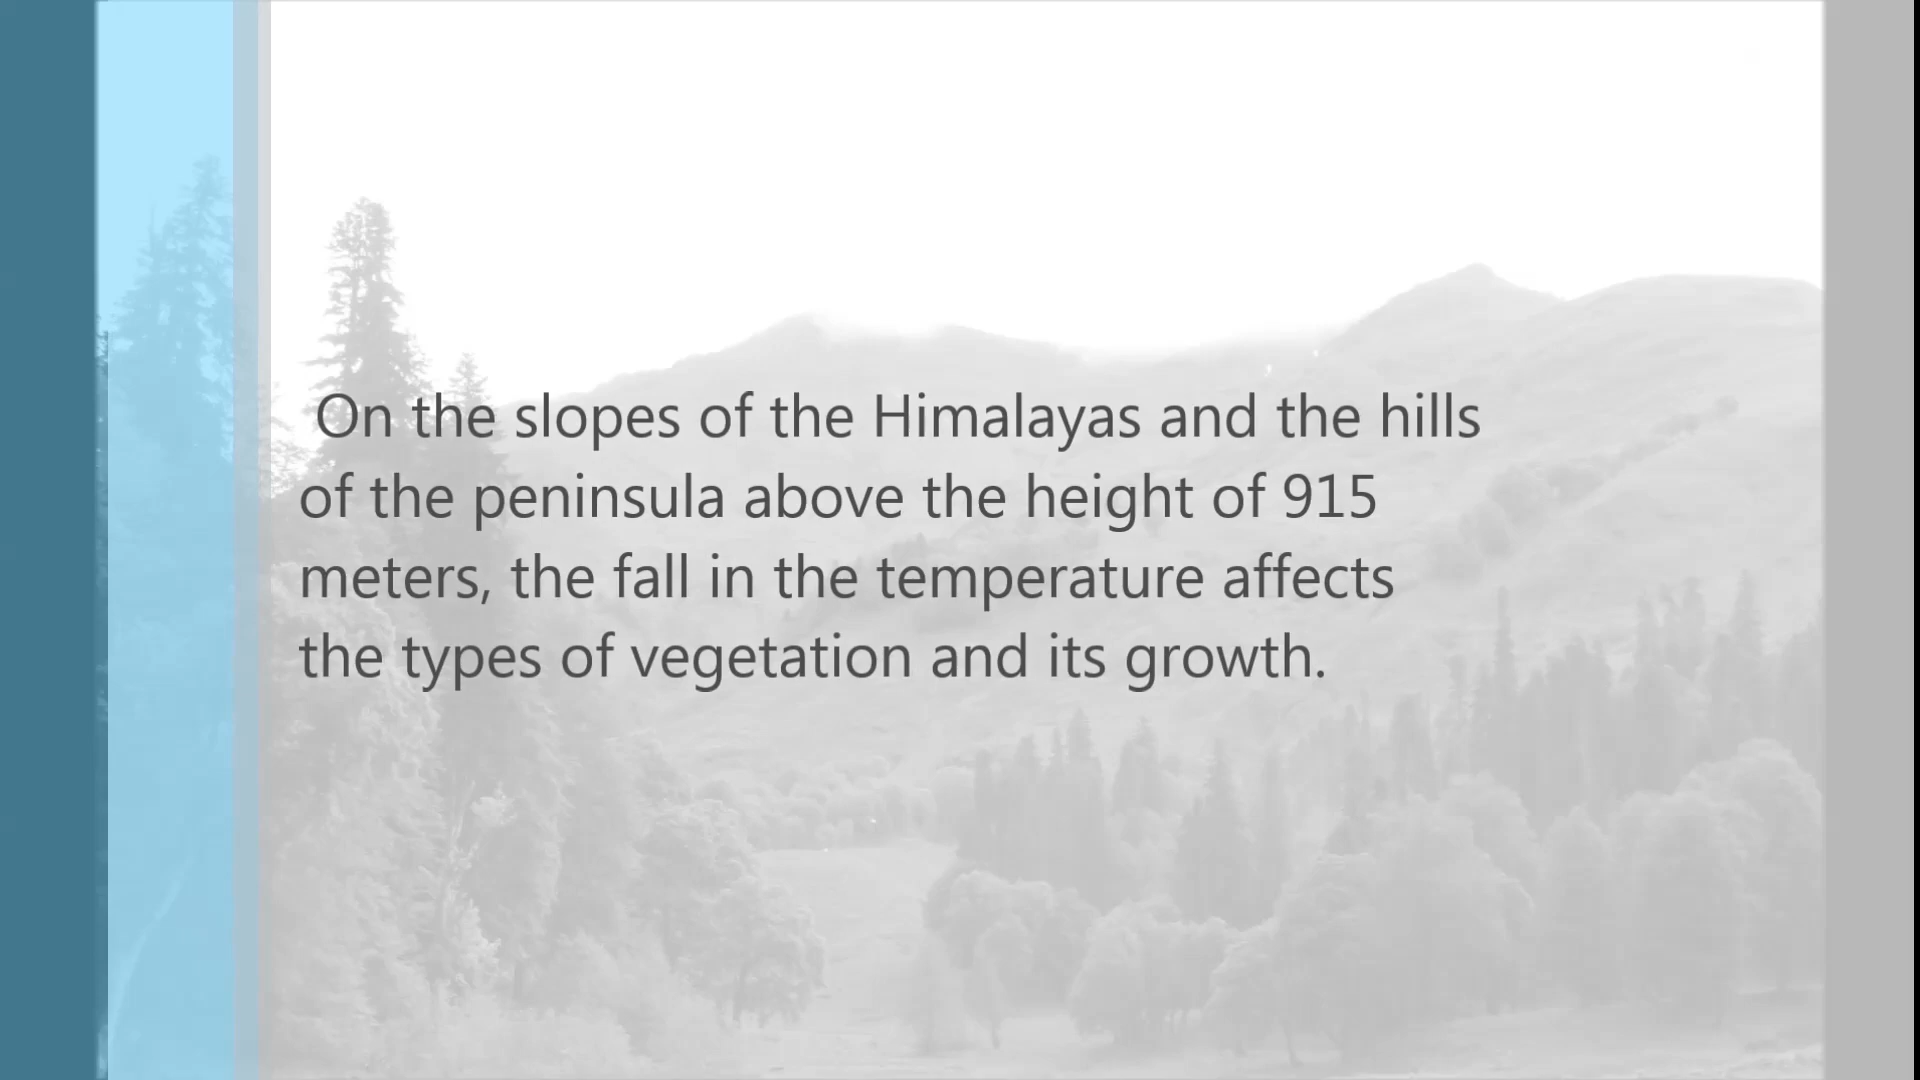 On the slopes of the Himalayas and the hills
of the peninsula above the height of 915
meters, the fall in the temperature affects
the types of vegetation and its growth.